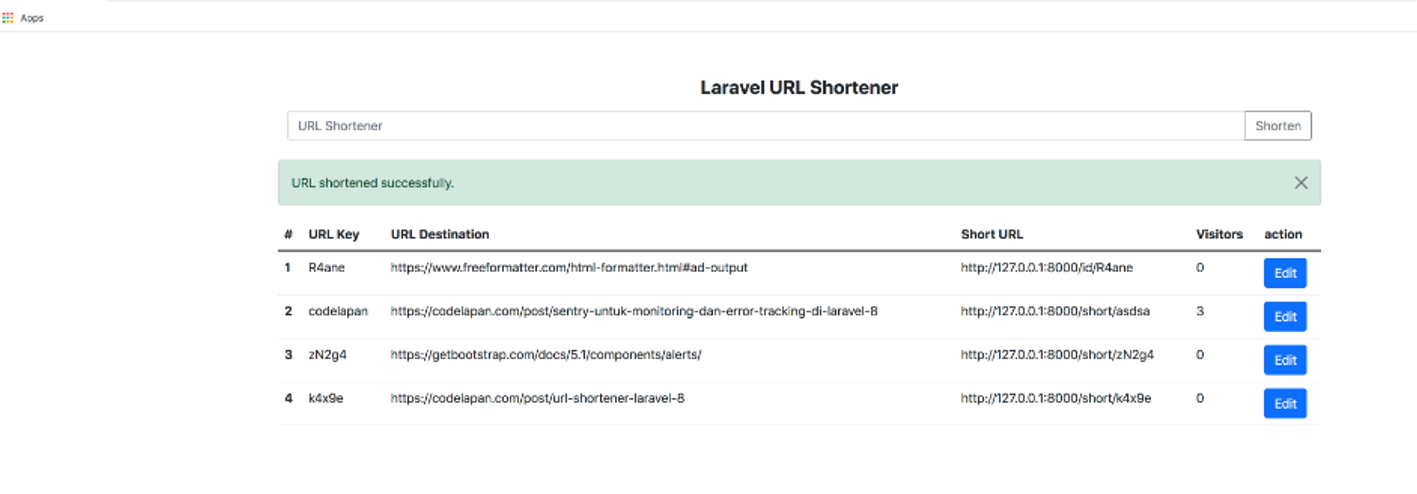 Apps
Laravel URL Shortener
URL Shortener Shorten
URL shortened successfully.
# URL Key URL Destination Short URL Visitors action
1 R4ane https://www.freeformatter.com/html-formatter.html#ad-output http://127.0.0.1:8000/id/R4ane 0 Edit
2 codelapan https://codelapan.com/post/sentry-untuk-monitoring-dan-error-tracking-di-laravel-8 http://127.0.0.1:8000/short/asdsa 3 Edit
3 zN2g4 https://getbootstrap.com/docs/5.1/components/alerts/ http://127.0.0.1:8000/short/zN2g4 0 Edit
4 k4x9e https://codelapan.com/post/url-shortener-laravel-8 http://127.0.0.1:8000/short/k4x9e 0 Edit